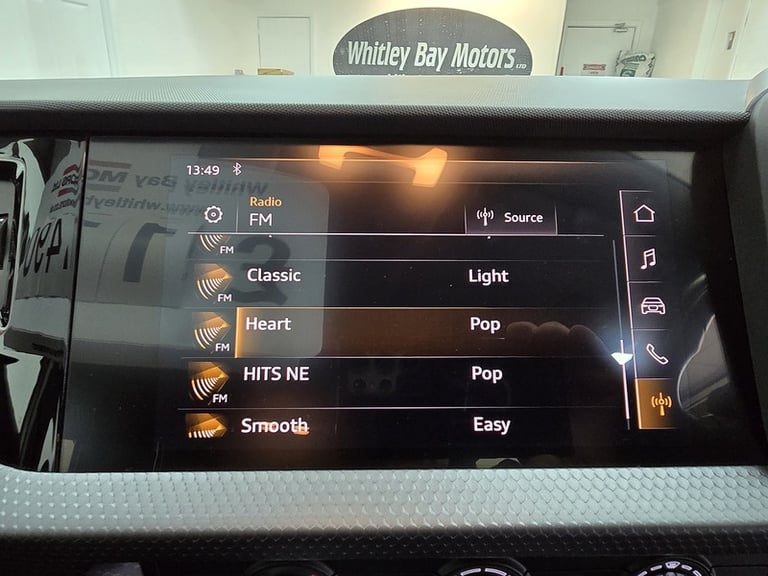 Whitley Bay Motors LTD
13:49
Radio
FM
Source
FM
Classic Light
FM
Heart Pop
FM
HITS NE Pop
FM
Smooth Easy